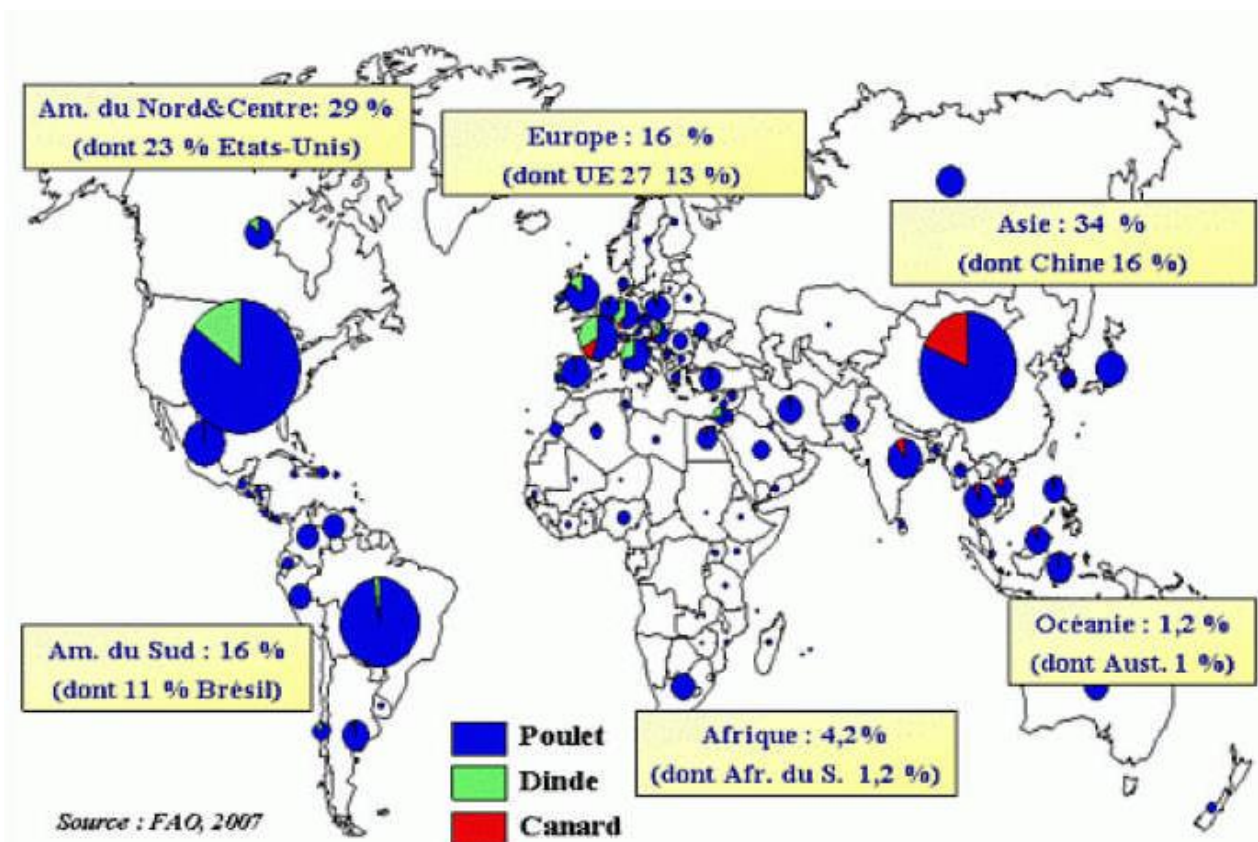 Am. du Nord&Centre: 29 %
(dont 23 % Etats-Unis)
Europe : 16 %
(dont UE 27 13 %)
Asie : 34 %
(dont Chine 16 %)
Am. du Sud : 16 %
(dont 11 % Brésil)
Océanie : 1,2 %
(dont Aust. 1 %)
Afrique : 4,2%
(dont Afr. du S. 1,2 %)
Poulet
Dinde
Canard
Source : FAO, 2007